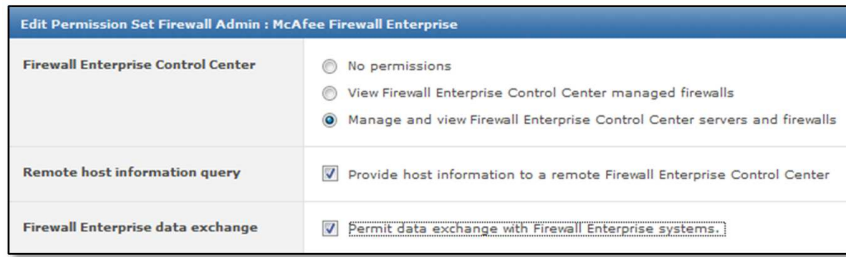 Edit Permission Set Firewall Admin : McAfee Firewall Enterprise
Firewall Enterprise Control Center
No permissions
View Firewall Enterprise Control Center managed firewalls
Manage and view Firewall Enterprise Control Center servers and firewalls
Remote host information query
Provide host information to a remote Firewall Enterprise Control Center
Firewall Enterprise data exchange
Permit data exchange with Firewall Enterprise systems.